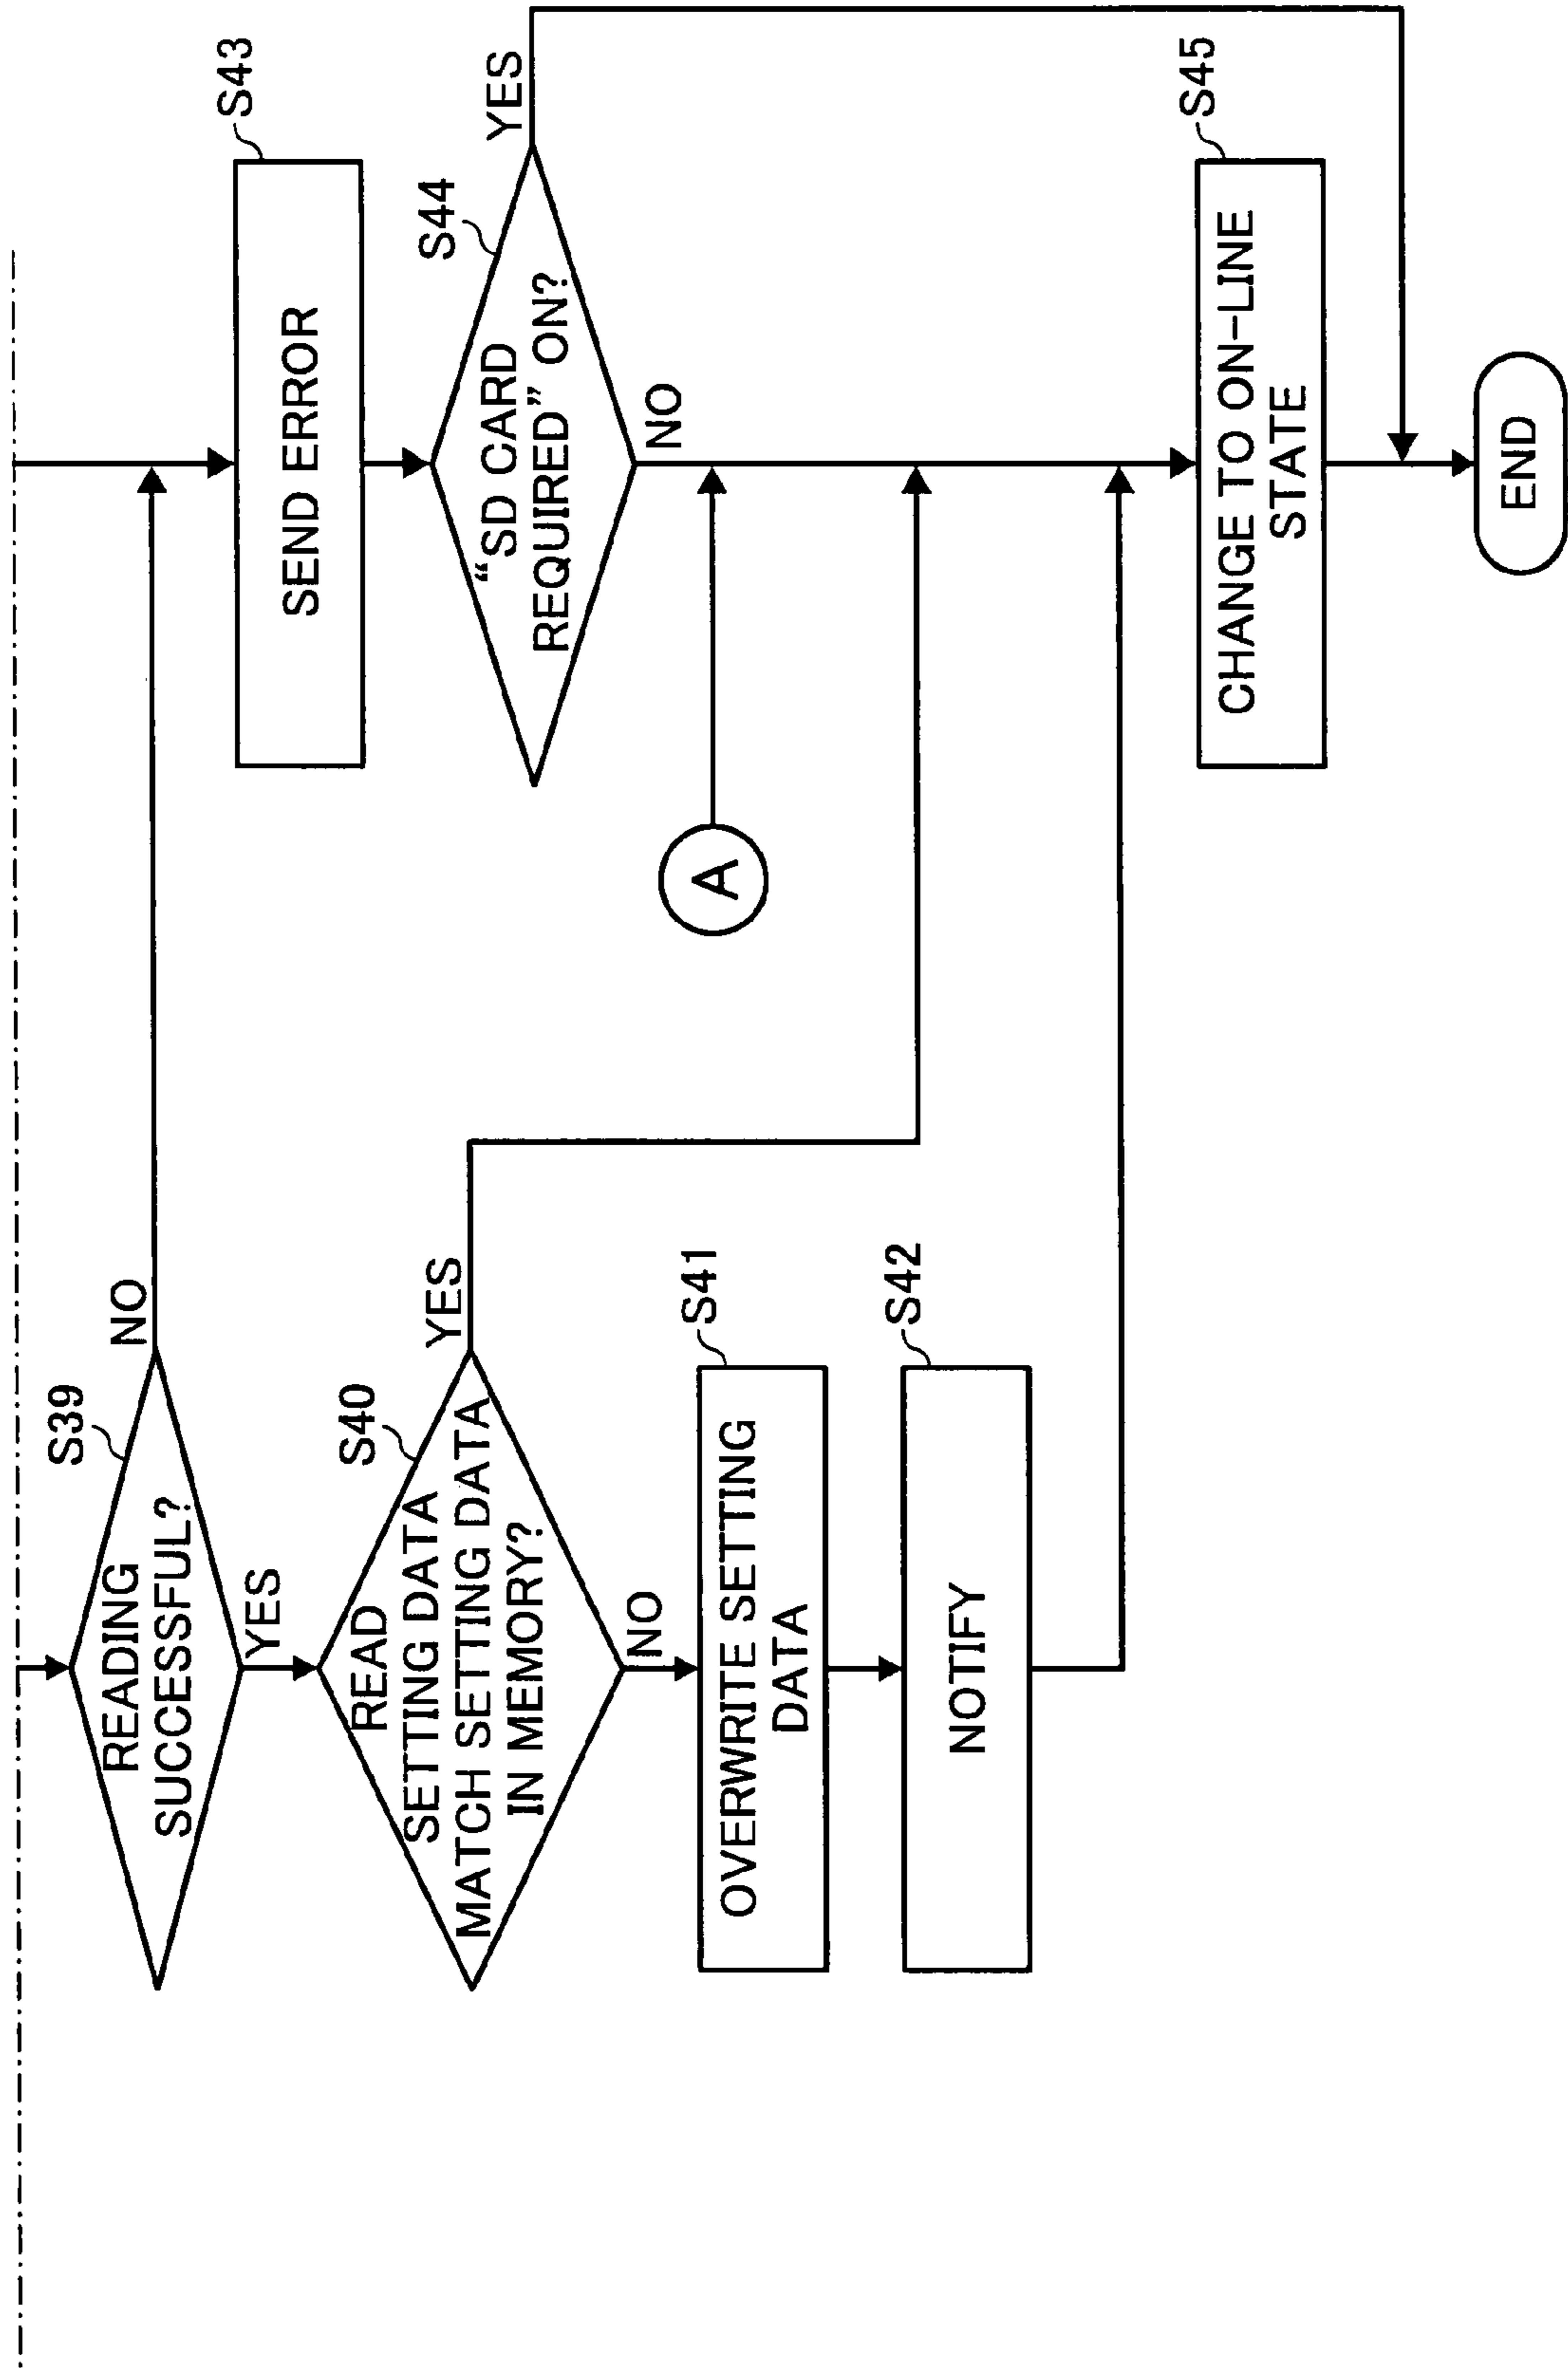 S39
READING
SUCCESSFUL?
NO
YES
S40
READ
SETTING DATA
MATCH SETTING DATA
IN MEMORY?
YES
NO
S41
OVERWRITE SETTING
DATA
S42
NOTIFY
S43
SEND ERROR
S44
“SD CARD
REQUIRED” ON?
YES
NO
A
S45
CHANGE TO ON-LINE
STATE
END